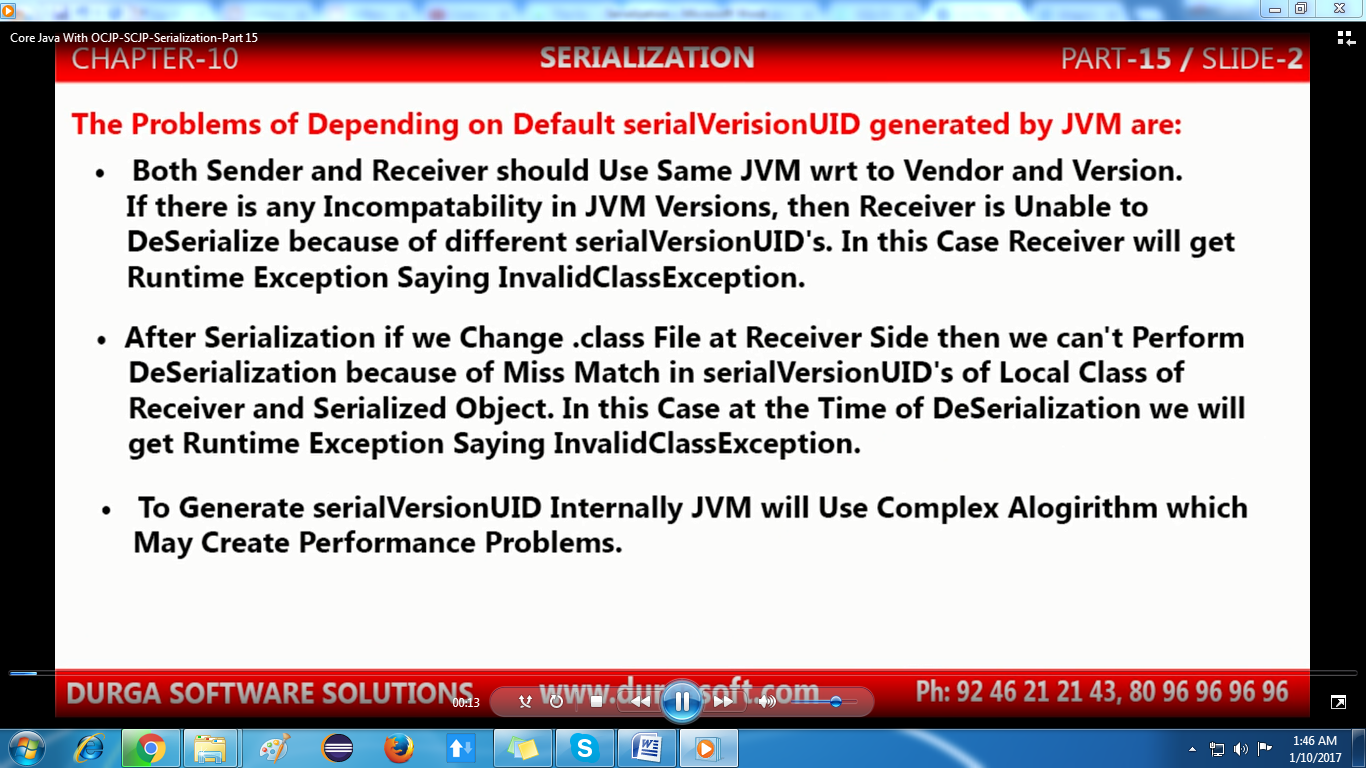 Core Java With OCJP-SCJP-Serialization-Part 15
CHAPTER-10 SERIALIZATION PART-15 / SLIDE-2
The Problems of Depending on Default serialVerisionUID generated by JVM are:
• Both Sender and Receiver should Use Same JVM wrt to Vendor and Version.
If there is any Incompatability in JVM Versions, then Receiver is Unable to
DeSerialize because of different serialVersionUID's. In this Case Receiver will get
Runtime Exception Saying InvalidClassException.
• After Serialization if we Change .class File at Receiver Side then we can't Perform
DeSerialization because of Miss Match in serialVersionUID's of Local Class of
Receiver and Serialized Object. In this Case at the Time of DeSerialization we will
get Runtime Exception Saying InvalidClassException.
• To Generate serialVersionUID Internally JVM will Use Complex Alogirithm which
May Create Performance Problems.
DURGA SOFTWARE SOLUTIONS www.durgasoft.com Ph: 92 46 21 21 43, 80 96 96 96 96
00:13
1:46 AM
1/10/2017